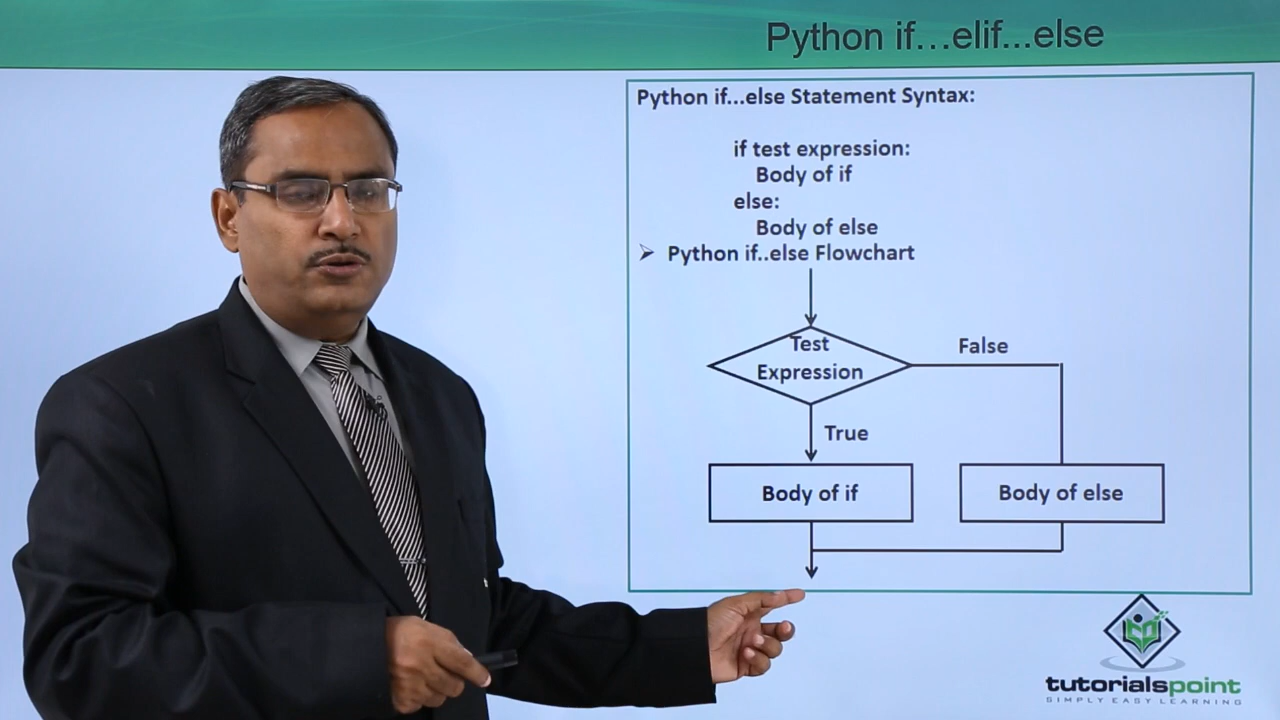 Python if...elif...else
Python if...else Statement Syntax:
if test expression:
Body of if
else:
Body of else
➢ Python if..else Flowchart
Test
Expression
False
True
Body of if
Body of else
tutorialspoint
SIMPLY EASY LEARNING